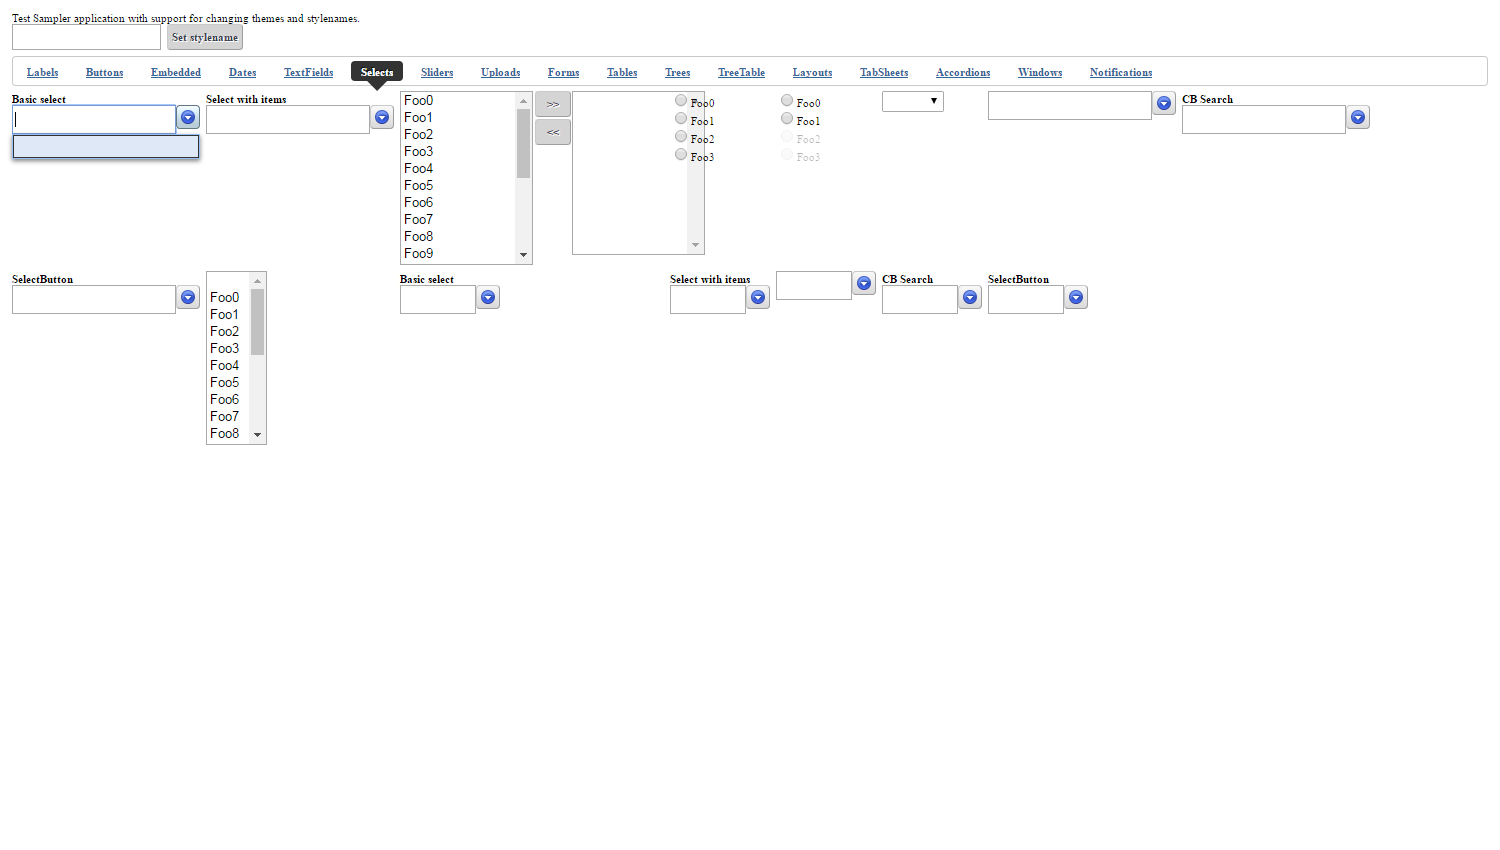 Test Sampler application with support for changing themes and stylenames.
Set stylename
Labels Buttons Embedded Dates TextFields Selects Sliders Uploads Forms Tables Trees TreeTable Layouts TabSheets Accordions Windows Notifications
Basic select
Select with items
Foo0
Foo1
Foo2
Foo3
Foo4
Foo5
Foo6
Foo7
Foo8
Foo9
>>
<<
Foo0
Foo1
Foo2
Foo3
Foo0
Foo1
Foo2
Foo3
CB Search
SelectButton
Foo0
Foo1
Foo2
Foo3
Foo4
Foo5
Foo6
Foo7
Foo8
Basic select
Select with items
CB Search
SelectButton